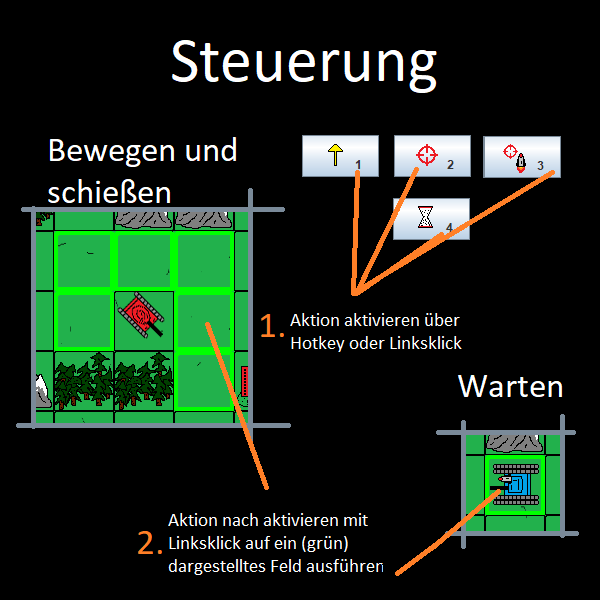 Steuerung
Bewegen und
schießen
1
2
3
4
1.
Aktion aktivieren über
Hotkey oder Linksklick
Warten
2.
Aktion nach aktivieren mit
Linksklick auf ein (grün)
dargestelltes Feld ausführen